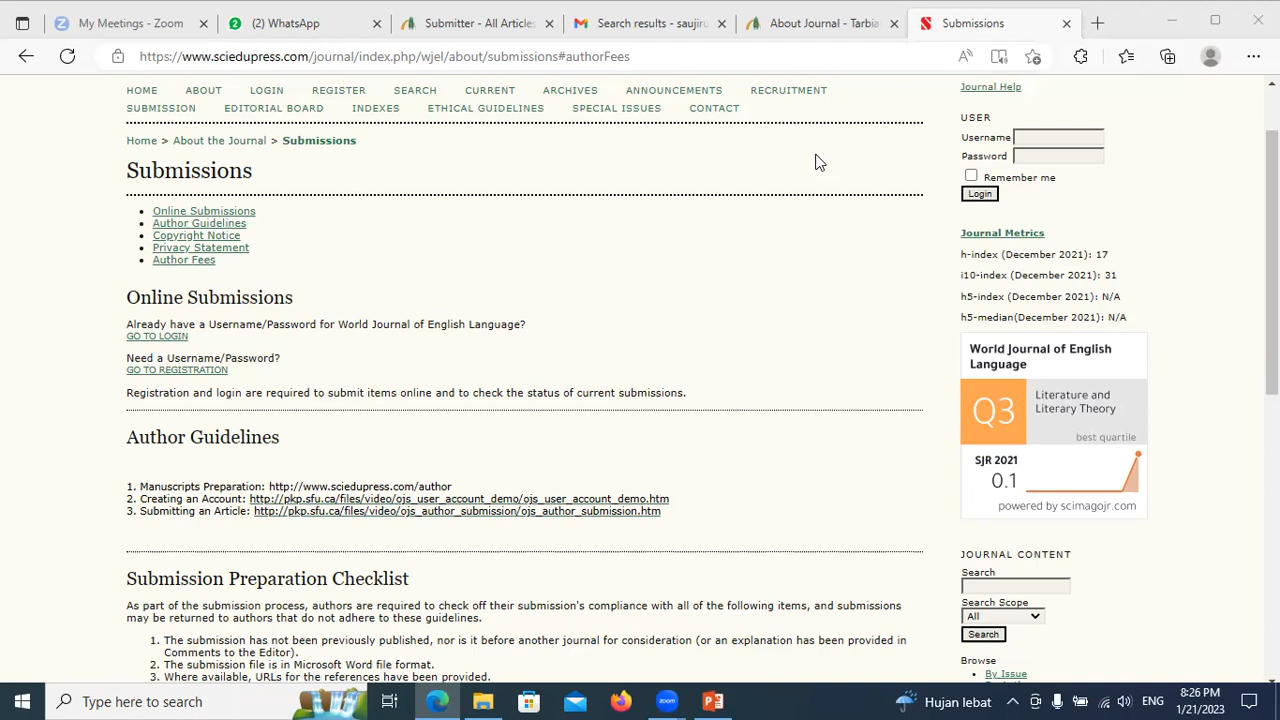 My Meetings - Zoom
(2) WhatsApp
Submitter - All Articles
Search results - saujiru
About Journal - Tarbia
Submissions
https://www.sciedupress.com/journal/index.php/wjel/about/submissions#authorFees
HOME ABOUT LOGIN REGISTER SEARCH CURRENT ARCHIVES ANNOUNCEMENTS RECRUITMENT
SUBMISSION EDITORIAL BOARD INDEXES ETHICAL GUIDELINES SPECIAL ISSUES CONTACT
Home > About the Journal > Submissions
Submissions
Online Submissions
Author Guidelines
Copyright Notice
Privacy Statement
Author Fees
Online Submissions
Already have a Username/Password for World Journal of English Language?
GO TO LOGIN
Need a Username/Password?
GO TO REGISTRATION
Registration and login are required to submit items online and to check the status of current submissions.
Author Guidelines
1. Manuscripts Preparation: http://www.sciedupress.com/author
2. Creating an Account: http://pkp.sfu.ca/files/video/ojs_user_account_demo/ojs_user_account_demo.htm
3. Submitting an Article: http://pkp.sfu.ca/files/video/ojs_author_submission/ojs_author_submission.htm
Submission Preparation Checklist
As part of the submission process, authors are required to check off their submission's compliance with all of the following items, and submissions
may be returned to authors that do not adhere to these guidelines.
1. The submission has not been previously published, nor is it before another journal for consideration (or an explanation has been provided in
Comments to the Editor).
2. The submission file is in Microsoft Word file format.
3. Where available, URLs for the references have been provided.
Journal Help
USER
Username
Password
Remember me
Login
Journal Metrics
h-index (December 2021): 17
i10-index (December 2021): 31
h5-index (December 2021): N/A
h5-median(December 2021): N/A
World Journal of English
Language
Q3
Literature and
Literary Theory
best quartile
SJR 2021
0.1
powered by scimagojr.com
JOURNAL CONTENT
Search
Search Scope
All
Search
Browse
By Issue
Type here to search
zoom
Hujan lebat
ENG
8:26 PM
1/21/2023